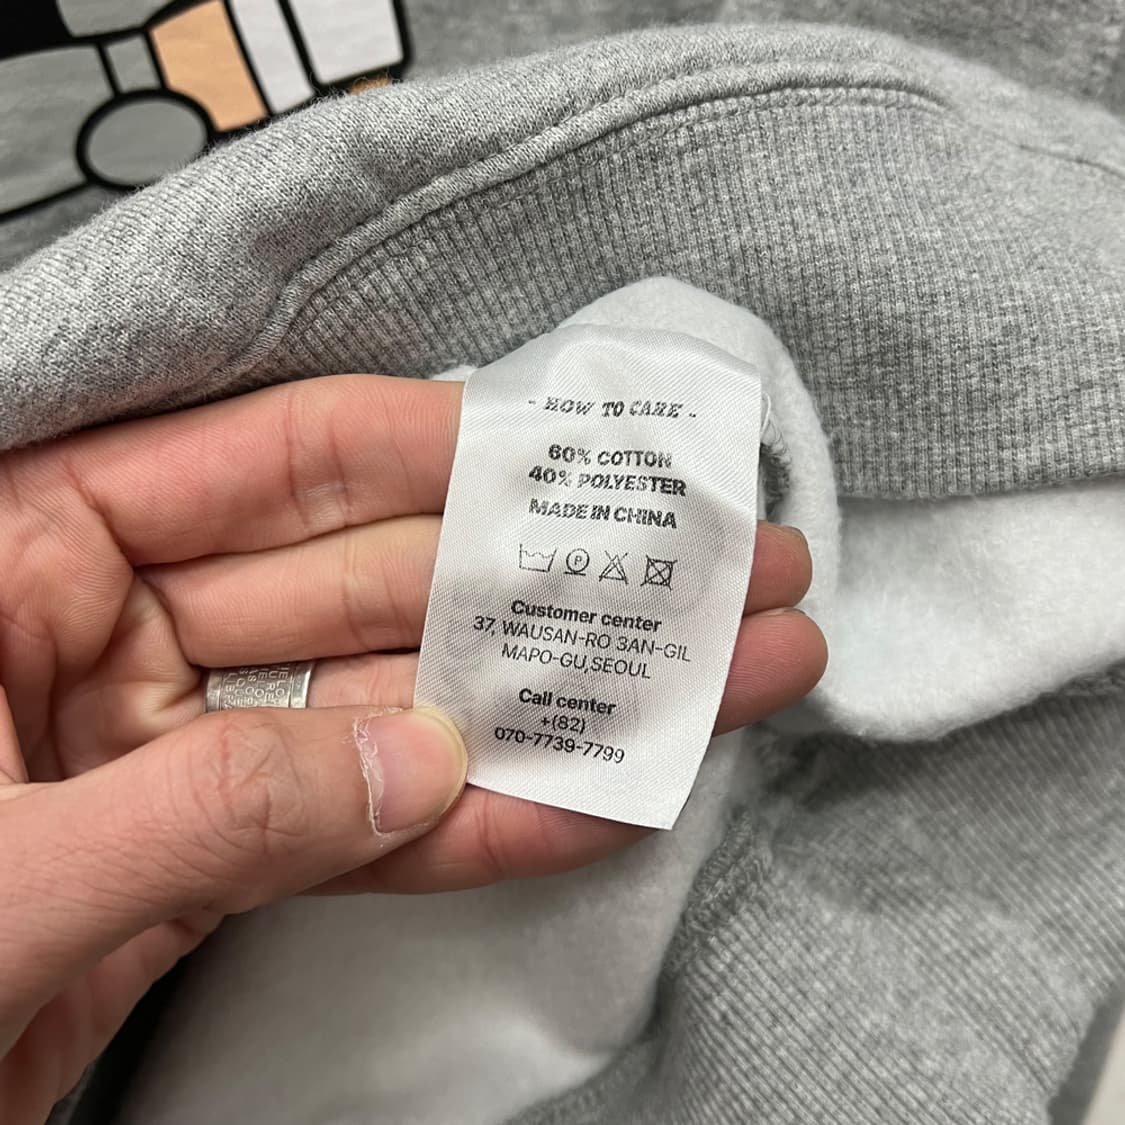 - HOW TO CARE -
60% COTTON
40% POLYESTER
MADE IN CHINA
P
Customer center
37, WAUSAN-RO 3AN-GIL
MAPO-GU,SEOUL
Call center
+(82)
070-7739-7799